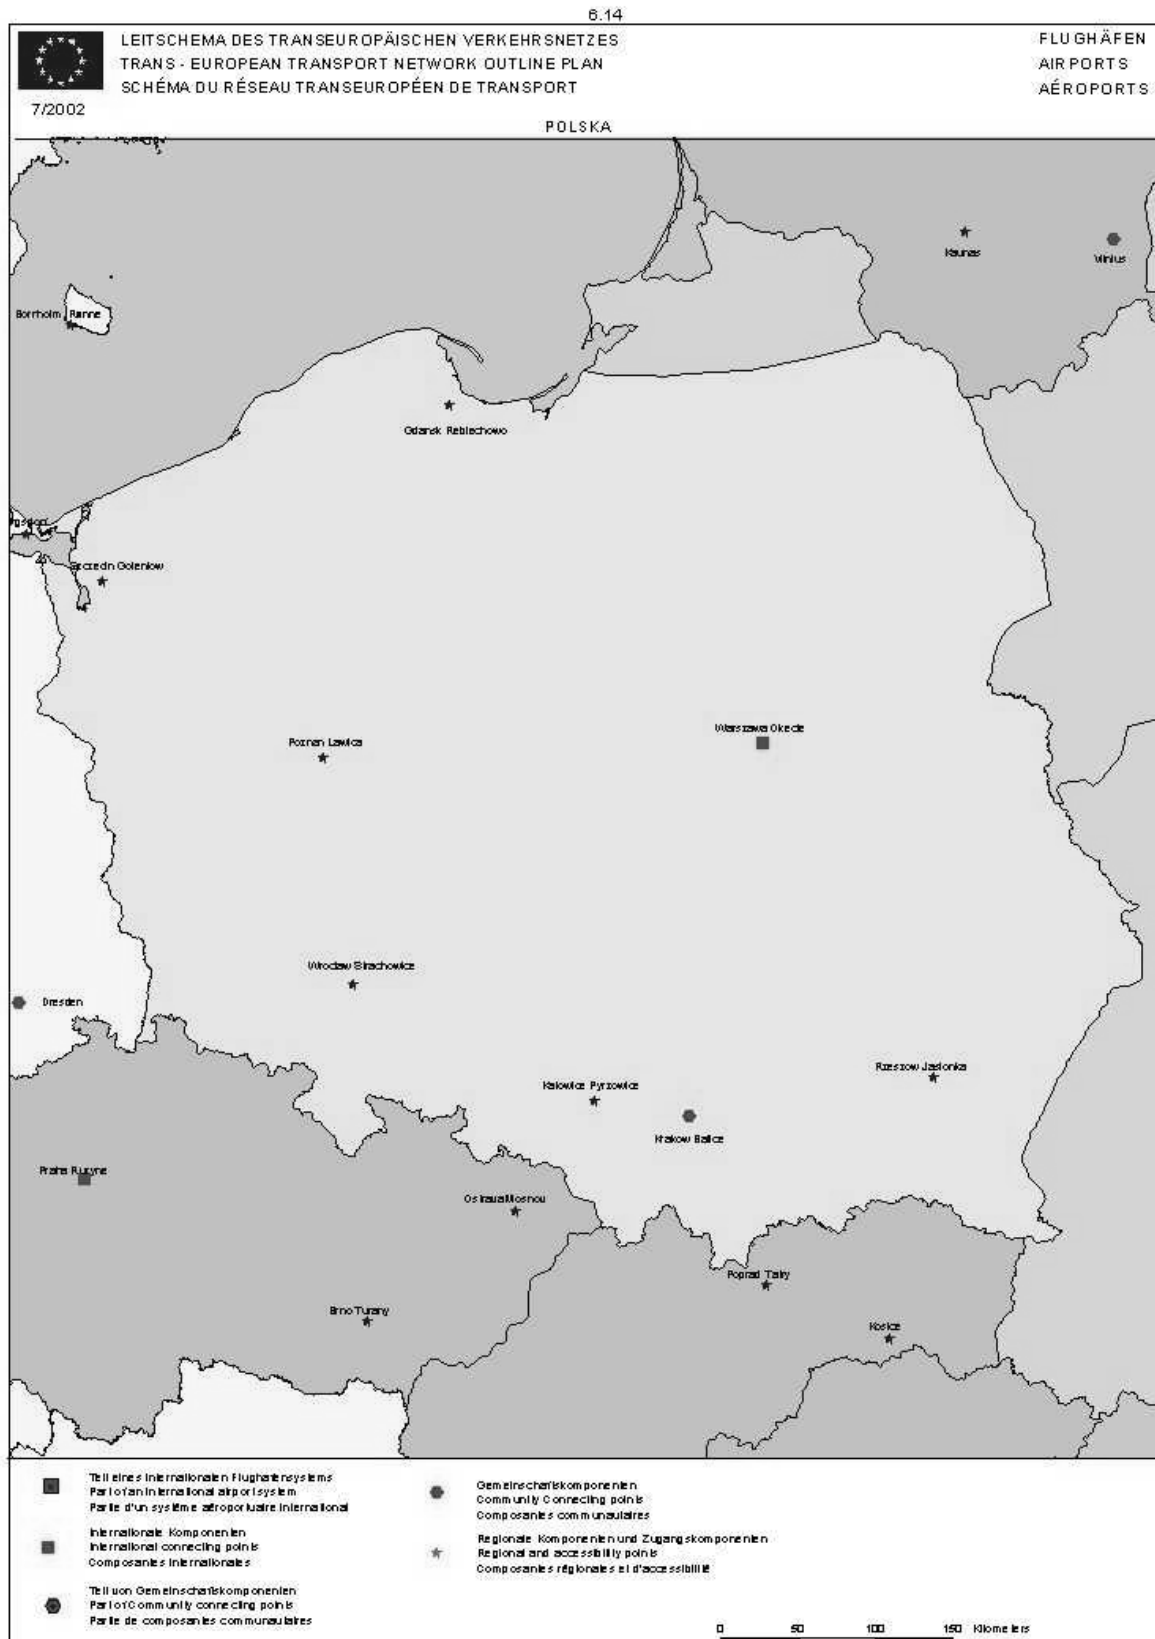 6.14
LEITSCHEMA DES TRANSEUROPÄISCHEN VERKEHRSNETZES
TRANS - EUROPEAN TRANSPORT NETWORK OUTLINE PLAN
SCHÉMA DU RÉSEAU TRANSEUROPÉEN DE TRANSPORT
FLUGHÄFEN
AIRPORTS
AÉROPORTS
7/2002
POLSKA
Kaunas
Vilnius
Bornholm Rønne
Gdansk Rebiechowo
Szczecin Goleniow
Poznan Lawica
Warszawa Okecie
Wroclaw Strachowice
Dresden
Rzeszow Jasionka
Katowice Pyrzowice
Krakow Balice
Praha Ruzyne
Ostrava Mosnov
Poprad Tatry
Brno Turany
Kosice
Teil eines internationalen Flughafensystems
Part of an international airport system
Partie d'un système aéroportuaire international
Internationale Komponenten
International connecting points
Composantes internationales
Teil von Gemeinschaftskomponenten
Part of Community connecting points
Partie de composantes communautaires
Gemeinschaftskomponenten
Community Connecting points
Composantes communautaires
Regionale Komponenten und Zugangskomponenten
Regional and accessibility points
Composantes régionales et d'accessibilité
0 50 100 150 Kilometers